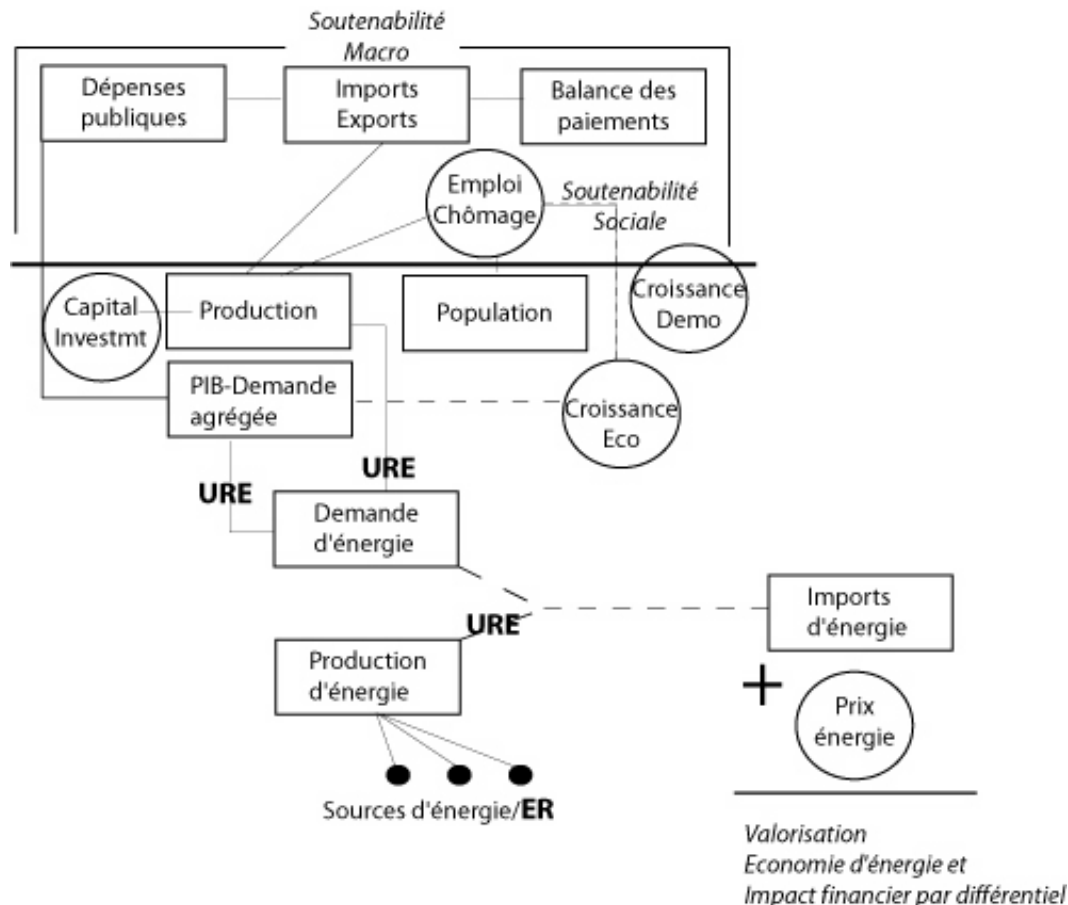 Soutenabilité
Macro
Dépenses
publiques
Imports
Exports
Balance des
paiements
Emploi
Chômage
Soutenabilité
Sociale
Capital
Investmt
Production
Population
Croissance
Demo
PIB-Demande
agrégée
Croissance
Eco
URE
URE
Demande
d'énergie
Imports
d'énergie
URE
Production
d'énergie
Prix
énergie
+
Sources d'énergie/ER
Valorisation
Economie d'énergie et
Impact financier par différentiel